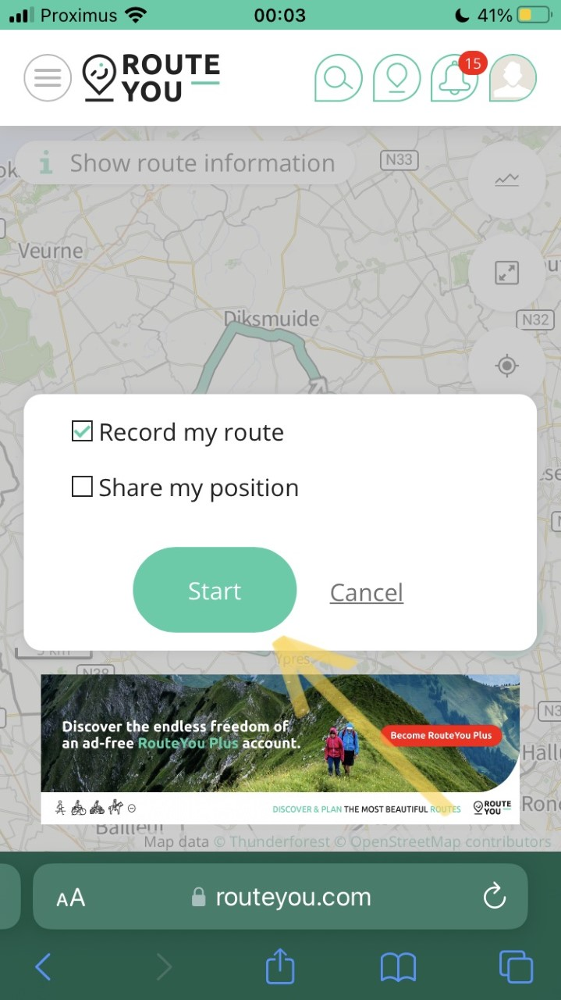 Proximus
00:03
41%
ROUTE
YOU
15
Show route information
N33
Veurne
Diksmuide
N32
Record my route
Share my position
Start
Cancel
Ypres
N38
Discover the endless freedom of
an ad-free RouteYou Plus account.
Become RouteYou Plus
DISCOVER & PLAN THE MOST BEAUTIFUL ROUTES
ROUTE
YOU
Map data © Thunderforest © OpenStreetMap contributors
AA
routeyou.com